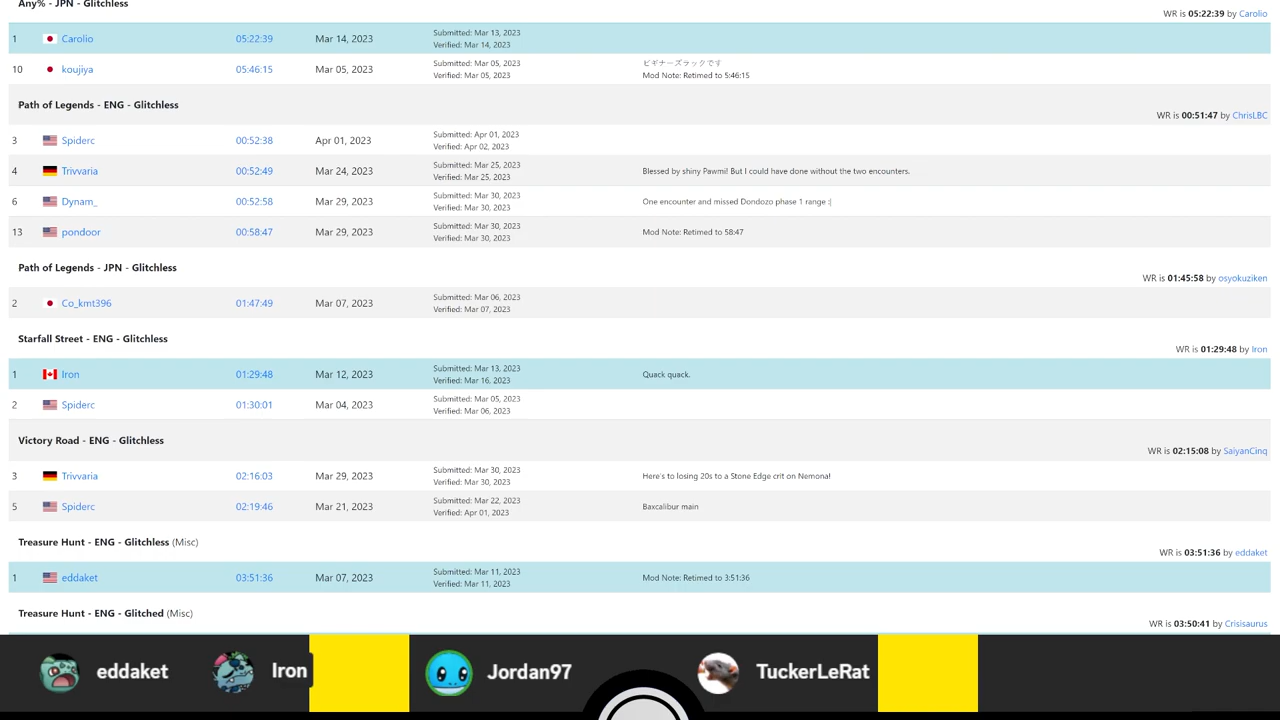 Any% - JPN - Glitchless
WR is 05:22:39 by Carolio
1 Carolio 05:22:39 Mar 14, 2023 Submitted: Mar 13, 2023
Verified: Mar 14, 2023
10 koujiya 05:46:15 Mar 05, 2023 Submitted: Mar 05, 2023 ビギナーズラックです
Verified: Mar 05, 2023 Mod Note: Retimed to 5:46:15
Path of Legends - ENG - Glitchless
WR is 00:51:47 by ChrisLBC
3 Spiderc 00:52:38 Apr 01, 2023 Submitted: Apr 01, 2023
Verified: Apr 02, 2023
4 Trivvaria 00:52:49 Mar 24, 2023 Submitted: Mar 25, 2023
Verified: Mar 25, 2023 Blessed by shiny Pawmi! But I could have done without the two encounters.
6 Dynam_ 00:52:58 Mar 29, 2023 Submitted: Mar 30, 2023
Verified: Mar 30, 2023 One encounter and missed Dondozo phase 1 range :|
13 pondoor 00:58:47 Mar 29, 2023 Submitted: Mar 30, 2023
Verified: Mar 30, 2023 Mod Note: Retimed to 58:47
Path of Legends - JPN - Glitchless
WR is 01:45:58 by osyokuziken
2 Co_kmt396 01:47:49 Mar 07, 2023 Submitted: Mar 06, 2023
Verified: Mar 07, 2023
Starfall Street - ENG - Glitchless
WR is 01:29:48 by Iron
1 Iron 01:29:48 Mar 12, 2023 Submitted: Mar 13, 2023
Verified: Mar 16, 2023 Quack quack.
2 Spiderc 01:30:01 Mar 04, 2023 Submitted: Mar 05, 2023
Verified: Mar 06, 2023
Victory Road - ENG - Glitchless
WR is 02:15:08 by SaiyanCinq
3 Trivvaria 02:16:03 Mar 29, 2023 Submitted: Mar 30, 2023
Verified: Mar 30, 2023 Here's to losing 20s to a Stone Edge crit on Nemona!
5 Spiderc 02:19:46 Mar 21, 2023 Submitted: Mar 22, 2023
Verified: Apr 01, 2023 Baxcalibur main
Treasure Hunt - ENG - Glitchless (Misc)
WR is 03:51:36 by eddaket
1 eddaket 03:51:36 Mar 07, 2023 Submitted: Mar 11, 2023
Verified: Mar 11, 2023 Mod Note: Retimed to 3:51:36
Treasure Hunt - ENG - Glitched (Misc)
WR is 03:50:41 by Crisisaurus
eddaket Iron Jordan97 TuckerLeRat